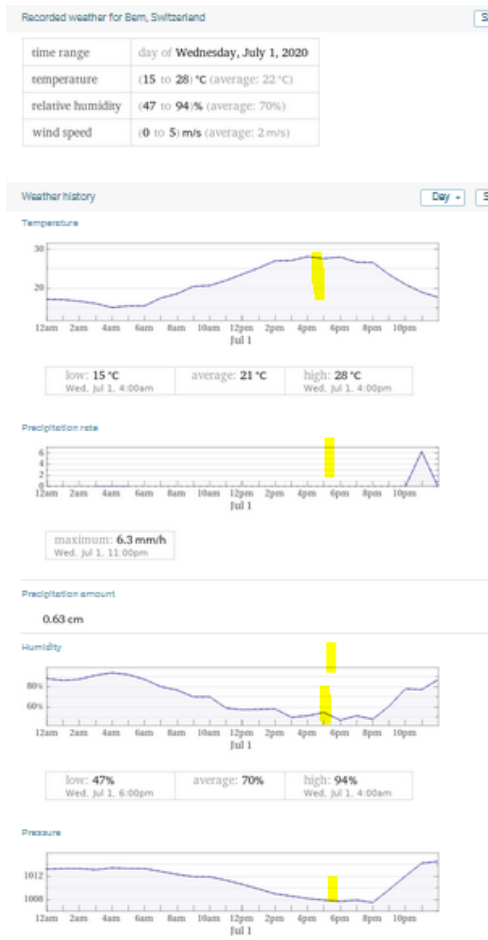 Recorded weather for Bern, Switzerland
time range day of Wednesday, July 1, 2020
temperature (15 to 28) °C (average: 22 °C)
relative humidity (47 to 94)% (average: 70%)
wind speed (0 to 5) m/s (average: 2 m/s)
Weather history Day
Temperature
30
20
12am 2am 4am 6am 8am 10am 12pm 2pm 4pm 6pm 8pm 10pm
Jul 1
low: 15 °C average: 21 °C high: 28 °C
Wed, Jul 1, 4:00am Wed, Jul 1, 4:00pm
Precipitation rate
6
4
2
0
12am 2am 4am 6am 8am 10am 12pm 2pm 4pm 6pm 8pm 10pm
Jul 1
maximum: 6.3 mm/h
Wed, Jul 1, 11:00pm
Precipitation amount
0.63 cm
Humidity
80%
60%
12am 2am 4am 6am 8am 10am 12pm 2pm 4pm 6pm 8pm 10pm
Jul 1
low: 47% average: 70% high: 94%
Wed, Jul 1, 6:00pm Wed, Jul 1, 4:00am
Pressure
1012
1008
12am 2am 4am 6am 8am 10am 12pm 2pm 4pm 6pm 8pm 10pm
Jul 1